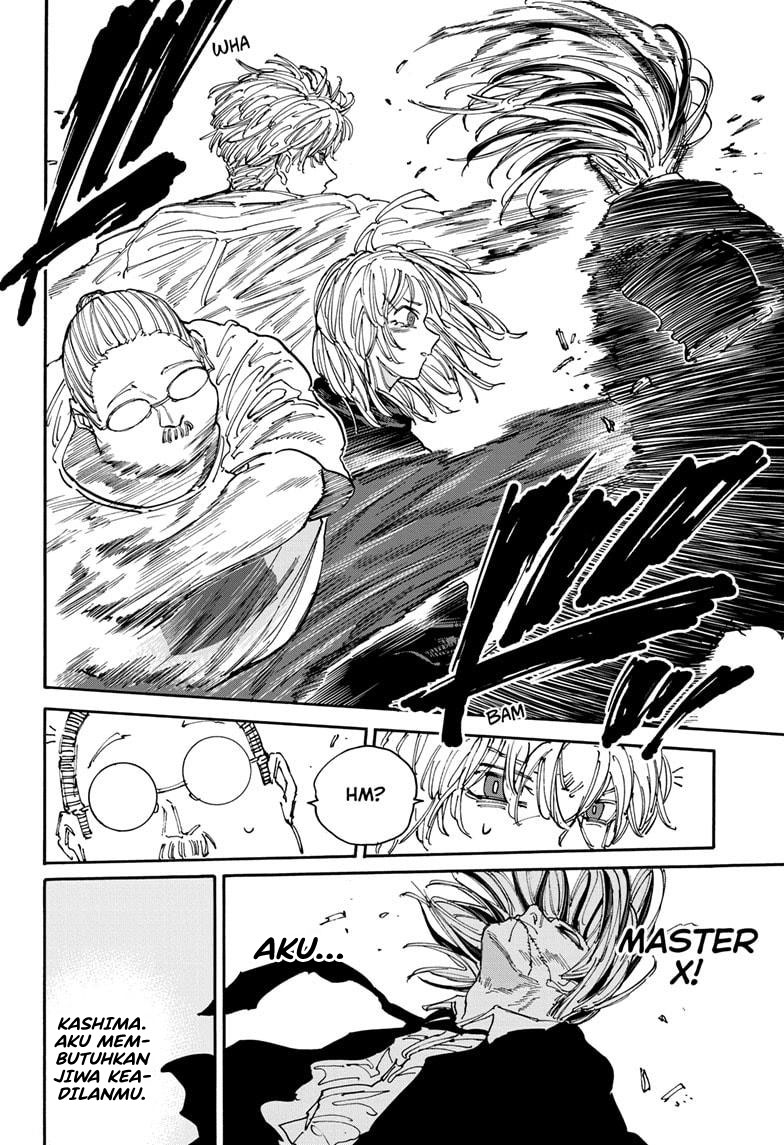 WHA
BAM
HM?
AKU...
MASTER
X!
KASHIMA.
AKU MEM-
BUTUHKAN
JIWA KEA-
DILANMU.